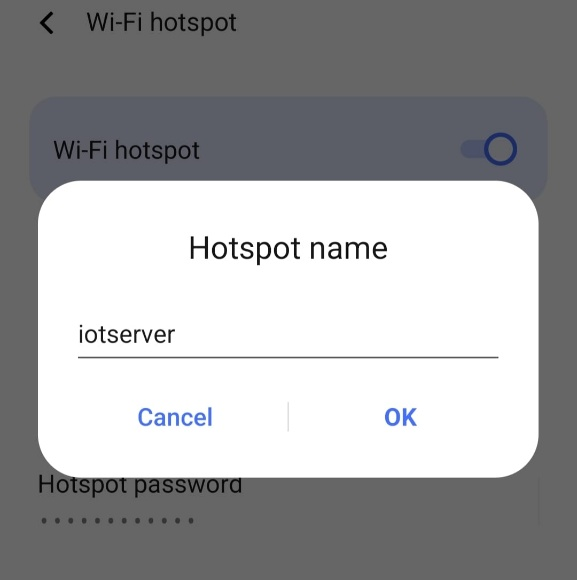 Wi-Fi hotspot
Wi-Fi hotspot
Hotspot name
iotserver
Cancel
OK
Hotspot password
••••••••••••